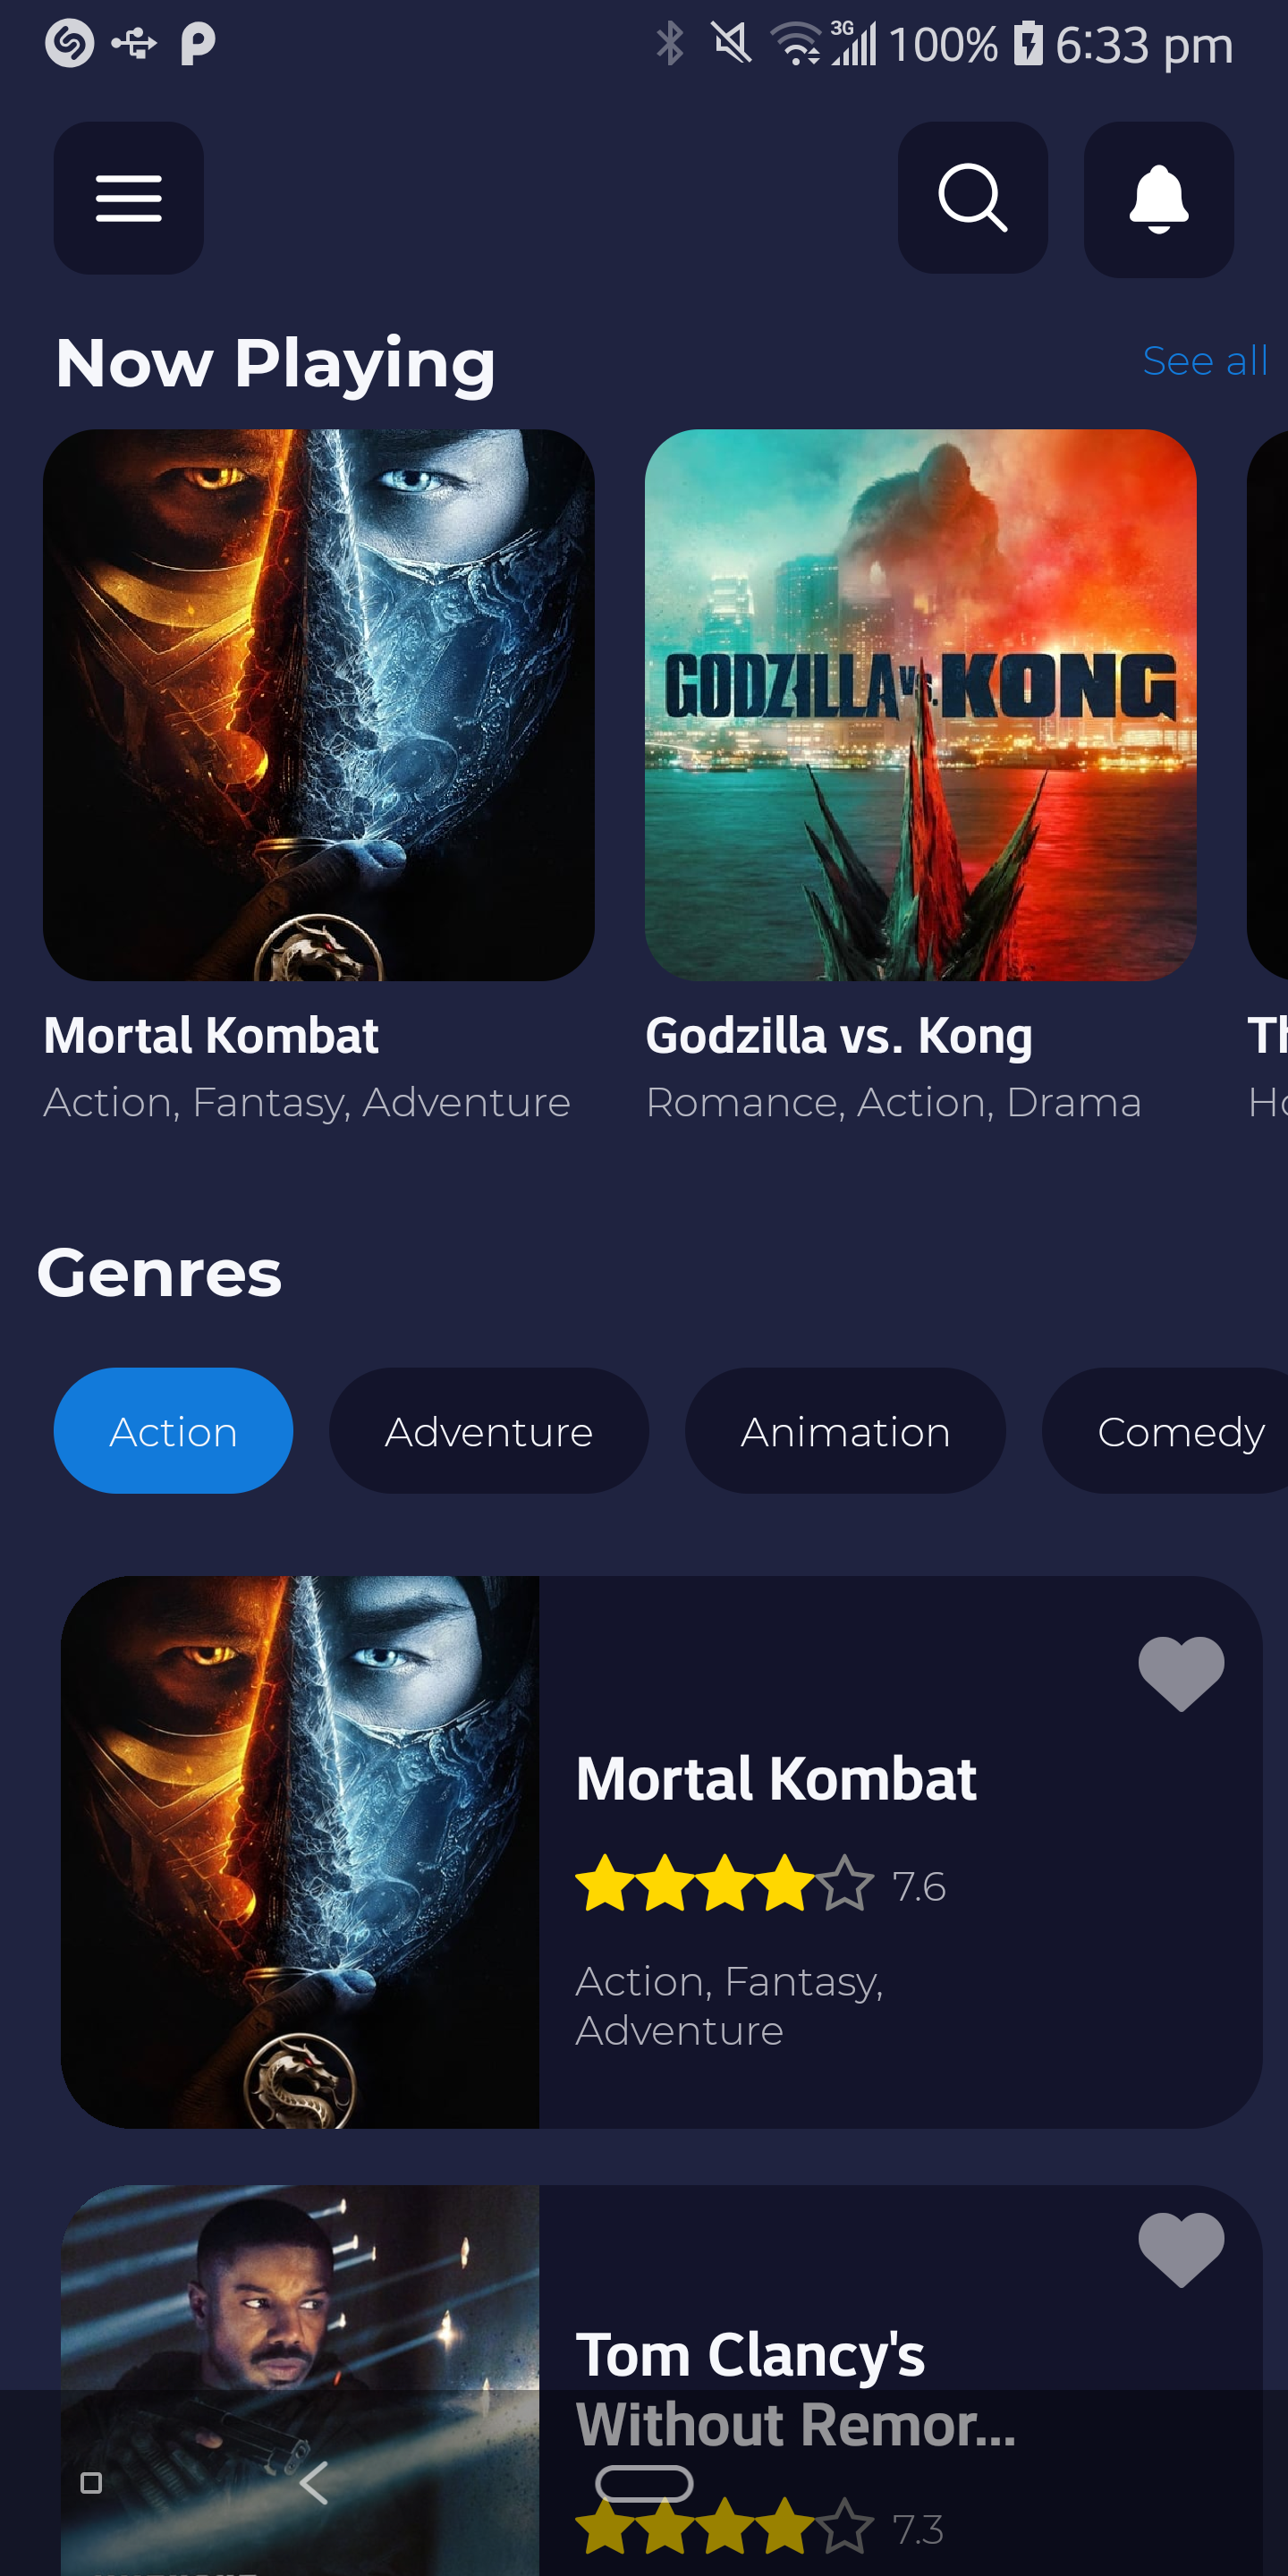 3G 100% 6:33 pm
Now Playing
See all
GODZILLA vs. KONG
Mortal Kombat
Godzilla vs. Kong
Th
Action, Fantasy, Adventure
Romance, Action, Drama
Ho
Genres
Action
Adventure
Animation
Comedy
Mortal Kombat
7.6
Action, Fantasy,
Adventure
Tom Clancy's
Without Remor...
7.3